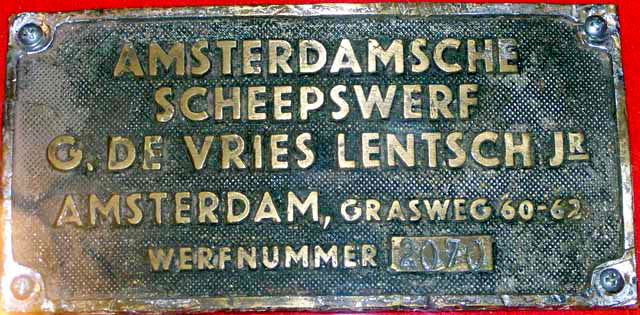 AMSTERDAMSCHE
SCHEEPSWERF
G. DE VRIES LENTSCH JR
AMSTERDAM, GRASWEG 60-62
WERFNUMMER 2070